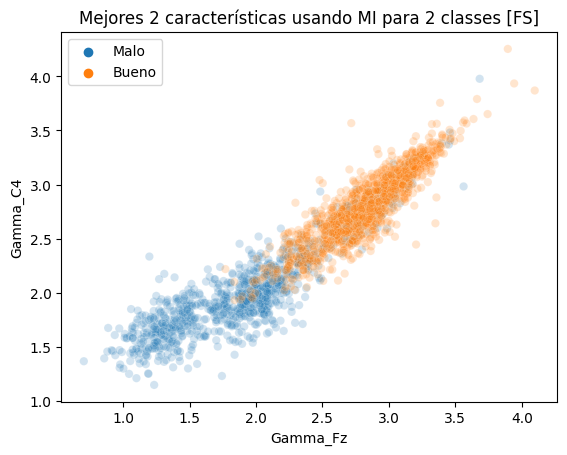 Mejores 2 características usando MI para 2 classes [FS]
Malo
Bueno
4.0
3.5
3.0
2.5
2.0
1.5
1.0
Gamma_C4
1.0 1.5 2.0 2.5 3.0 3.5 4.0
Gamma_Fz